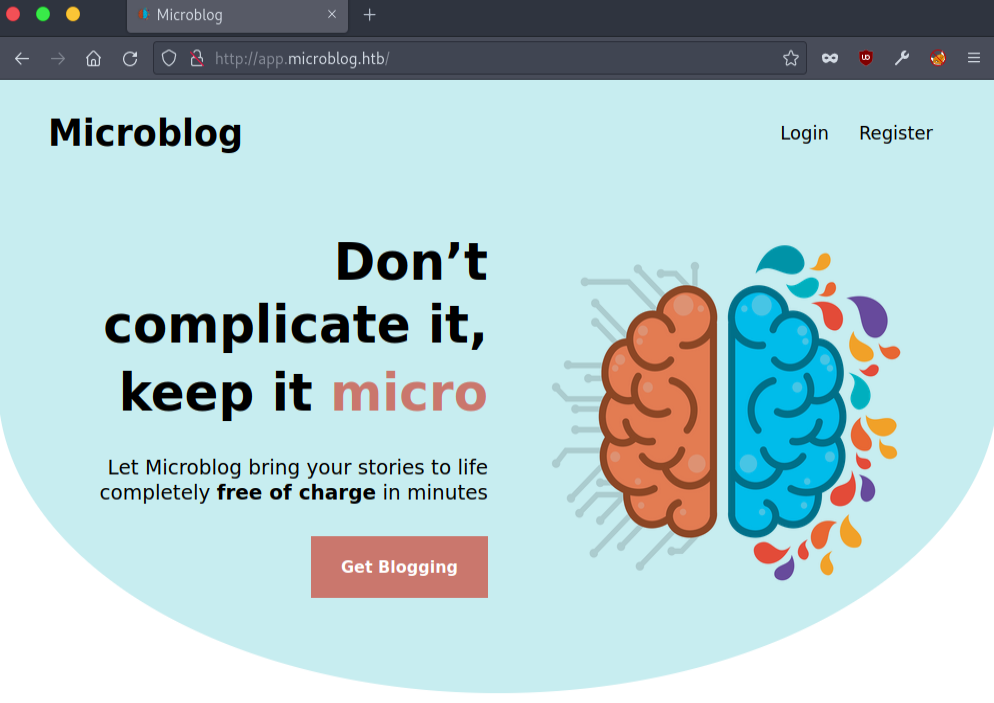 Microblog
http://app.microblog.htb/
Microblog
Login
Register
Don’t
complicate it,
keep it micro
Let Microblog bring your stories to life
completely free of charge in minutes
Get Blogging